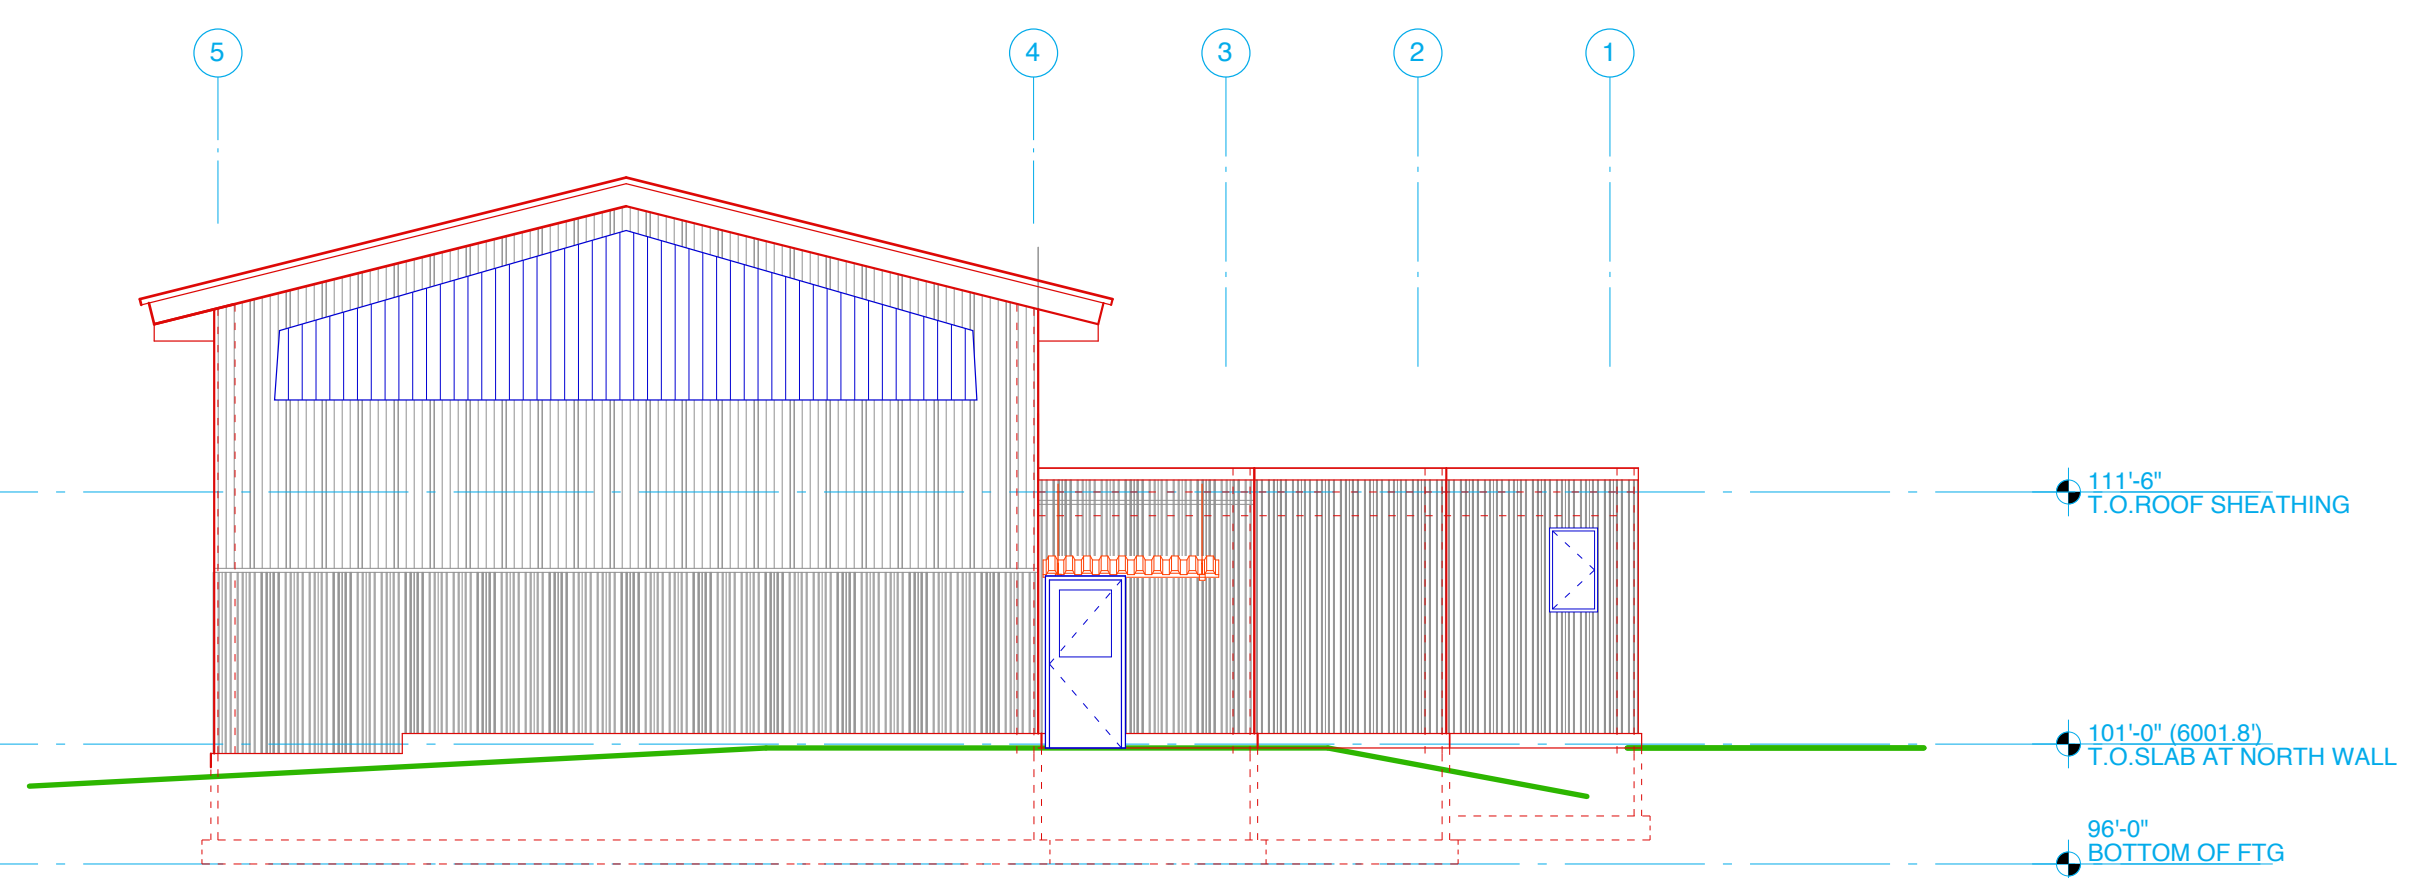 5 4 3 2 1
111'-6"
T.O.ROOF SHEATHING
101'-0" (6001.8')
T.O.SLAB AT NORTH WALL
96'-0"
BOTTOM OF FTG